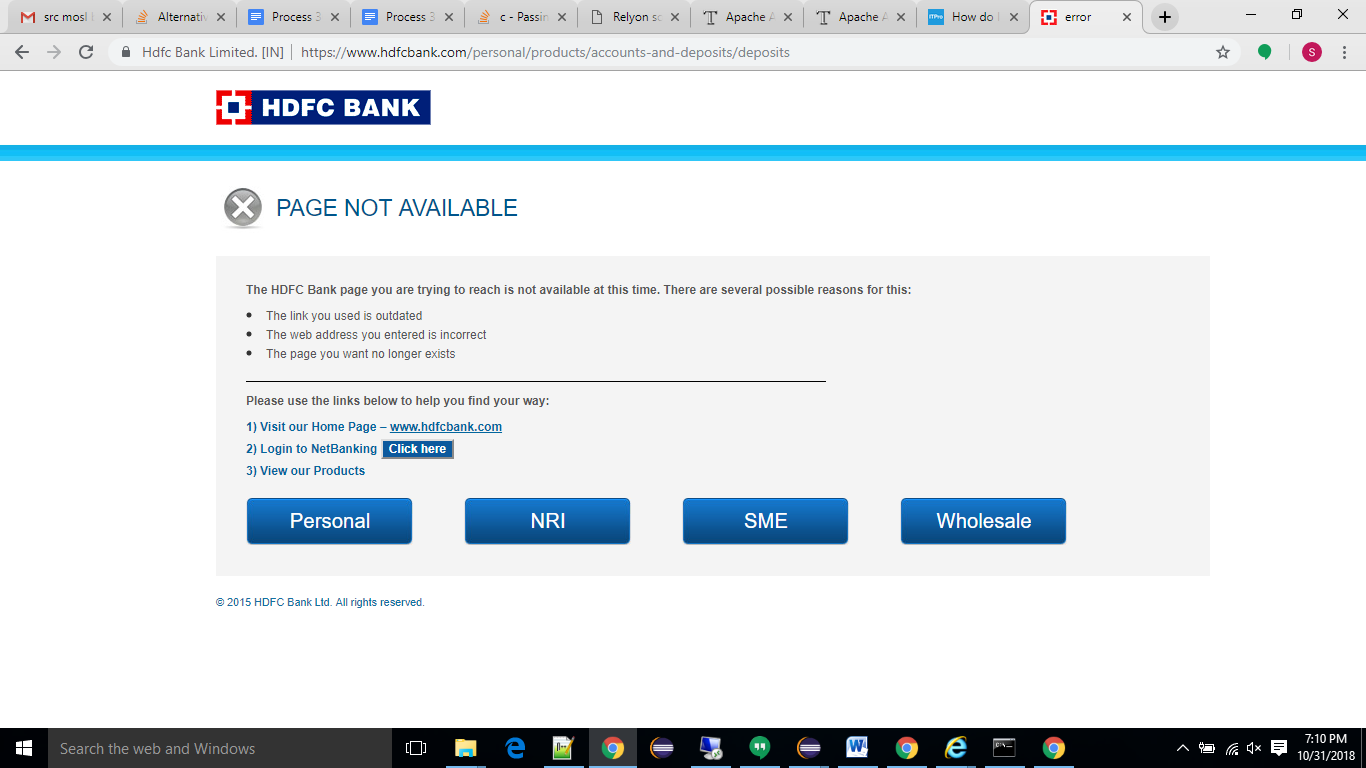 src mosl
Alternativ
Process 3
Process 3
c - Passin
Relyon so
Apache A
Apache A
How do I
error
Hdfc Bank Limited. [IN] https://www.hdfcbank.com/personal/products/accounts-and-deposits/deposits
S
HDFC BANK
PAGE NOT AVAILABLE
The HDFC Bank page you are trying to reach is not available at this time. There are several possible reasons for this:
• The link you used is outdated
• The web address you entered is incorrect
• The page you want no longer exists
Please use the links below to help you find your way:
1) Visit our Home Page – www.hdfcbank.com
2) Login to NetBanking Click here
3) View our Products
Personal
NRI
SME
Wholesale
© 2015 HDFC Bank Ltd. All rights reserved.
Search the web and Windows
7:10 PM
10/31/2018